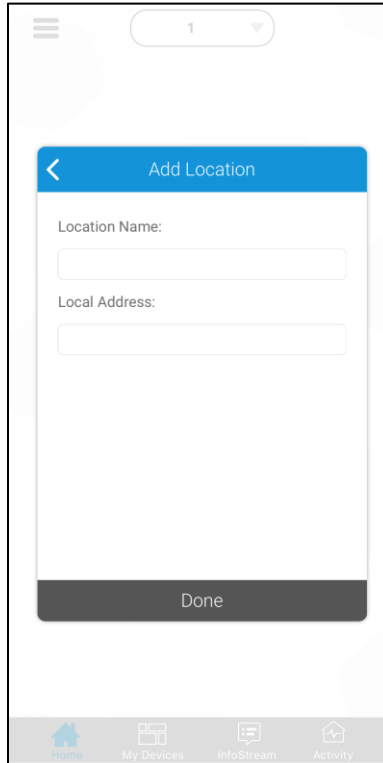 1
Add Location
Location Name:
Local Address:
Done
Home My Devices InfoStream Activity